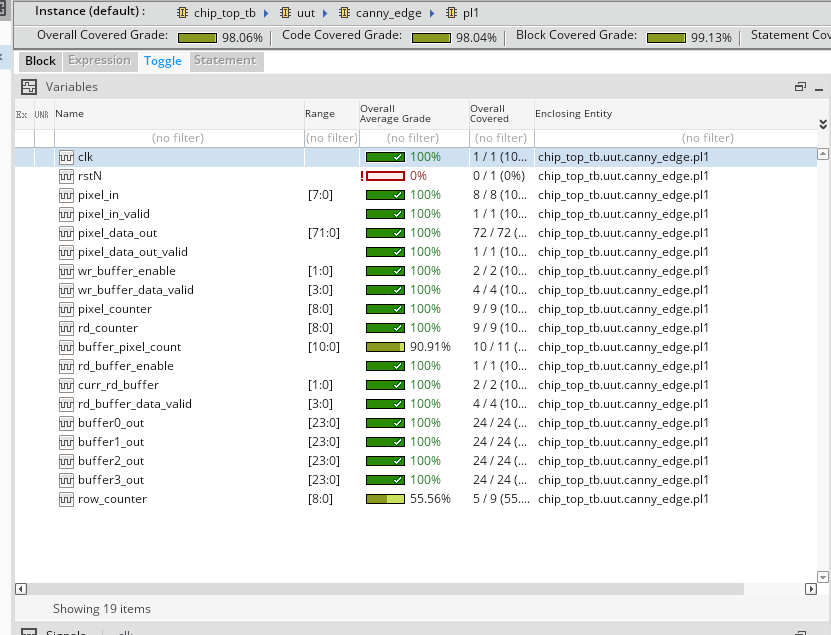 Instance (default) : chip_top_tb uut canny_edge pl1
Overall Covered Grade: 98.06% Code Covered Grade: 98.04% Block Covered Grade: 99.13% Statement Cov
Block Expression Toggle Statement
Variables
Ex UNR Name Range Overall Average Grade Overall Covered Enclosing Entity
(no filter) (no filter) (no filter) (no filter) (no filter)
clk 100% 1 / 1 (10... chip_top_tb.uut.canny_edge.pl1
rstN ! 0% 0 / 1 (0%) chip_top_tb.uut.canny_edge.pl1
pixel_in [7:0] 100% 8 / 8 (10... chip_top_tb.uut.canny_edge.pl1
pixel_in_valid 100% 1 / 1 (10... chip_top_tb.uut.canny_edge.pl1
pixel_data_out [71:0] 100% 72 / 72 (... chip_top_tb.uut.canny_edge.pl1
pixel_data_out_valid 100% 1 / 1 (10... chip_top_tb.uut.canny_edge.pl1
wr_buffer_enable [1:0] 100% 2 / 2 (10... chip_top_tb.uut.canny_edge.pl1
wr_buffer_data_valid [3:0] 100% 4 / 4 (10... chip_top_tb.uut.canny_edge.pl1
pixel_counter [8:0] 100% 9 / 9 (10... chip_top_tb.uut.canny_edge.pl1
rd_counter [8:0] 100% 9 / 9 (10... chip_top_tb.uut.canny_edge.pl1
buffer_pixel_count [10:0] 90.91% 10 / 11 (... chip_top_tb.uut.canny_edge.pl1
rd_buffer_enable 100% 1 / 1 (10... chip_top_tb.uut.canny_edge.pl1
curr_rd_buffer [1:0] 100% 2 / 2 (10... chip_top_tb.uut.canny_edge.pl1
rd_buffer_data_valid [3:0] 100% 4 / 4 (10... chip_top_tb.uut.canny_edge.pl1
buffer0_out [23:0] 100% 24 / 24 (... chip_top_tb.uut.canny_edge.pl1
buffer1_out [23:0] 100% 24 / 24 (... chip_top_tb.uut.canny_edge.pl1
buffer2_out [23:0] 100% 24 / 24 (... chip_top_tb.uut.canny_edge.pl1
buffer3_out [23:0] 100% 24 / 24 (... chip_top_tb.uut.canny_edge.pl1
row_counter [8:0] 55.56% 5 / 9 (55.... chip_top_tb.uut.canny_edge.pl1
Showing 19 items
Signals clk